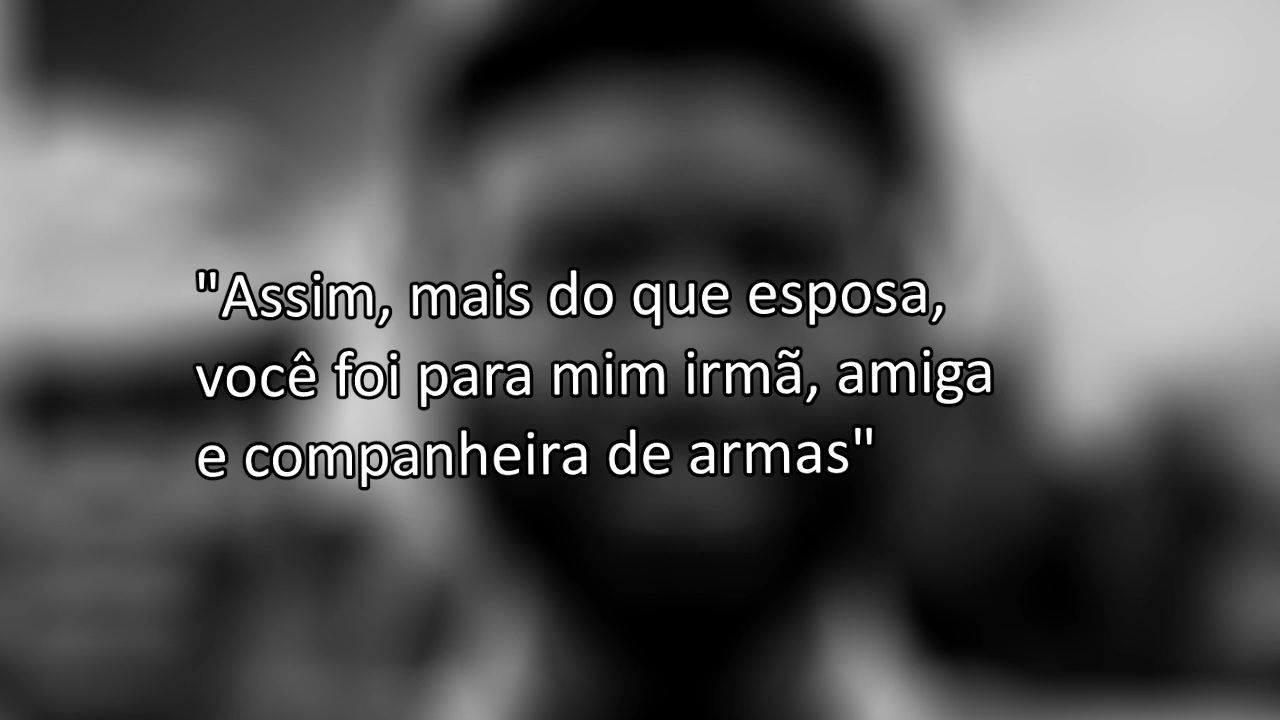 "Assim, mais do que esposa,
você foi para mim irmã, amiga
e companheira de armas"